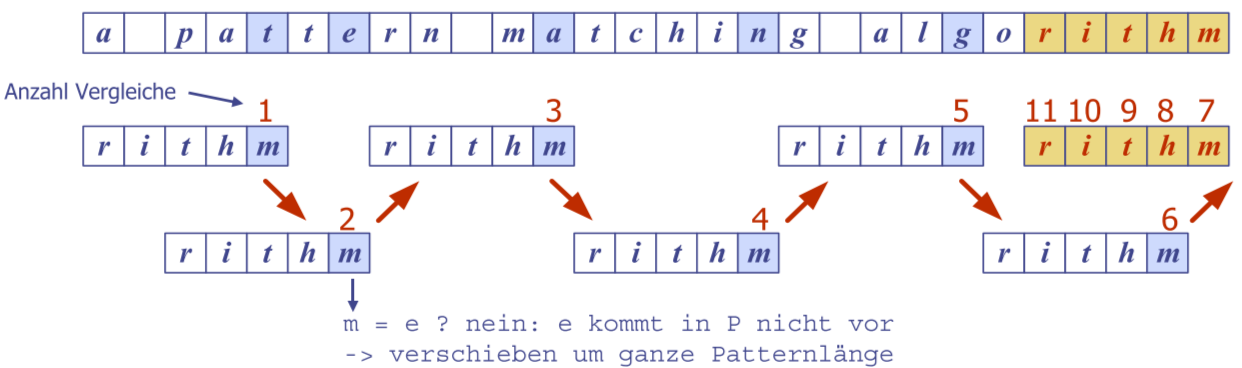 a pattern matching algorithm
Anzahl Vergleiche
1 3 5 11 10 9 8 7
rithm rithm rithm rithm
2 4 6
rithm rithm rithm
m = e ? nein: e kommt in P nicht vor
-> verschieben um ganze Patternlänge